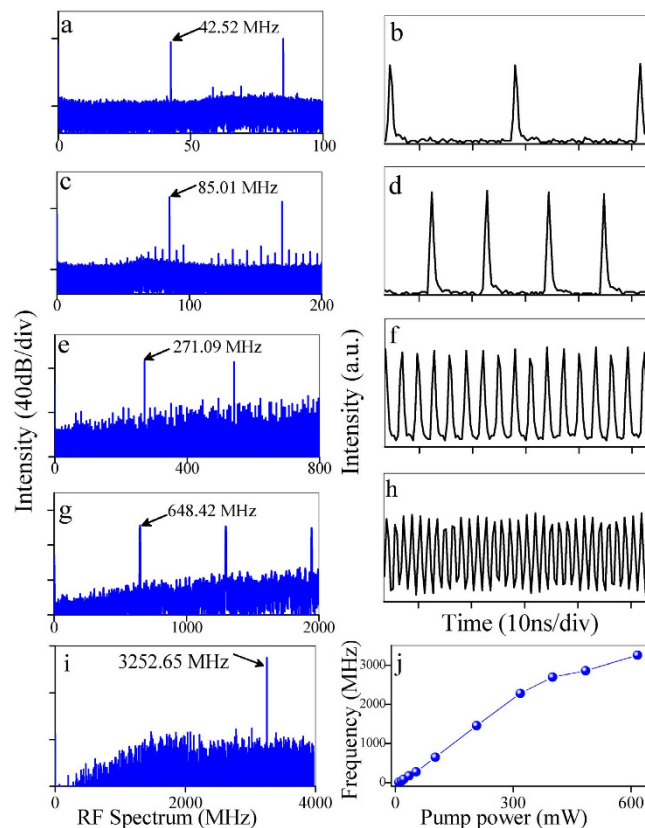 a
42.52 MHz
0
100
b
c
85.01 MHz
0
100
200
d
e
271.09 MHz
0
400
800
f
g
648.42 MHz
0
1000
2000
h
Intensity (40dB/div)
Intensity (a.u.)
Time (10ns/div)
i
3252.65 MHz
0
2000
4000
RF Spectrum (MHz)
j
3000
2000
1000
0
Frequency (MHz)
0
300
600
Pump power (mW)